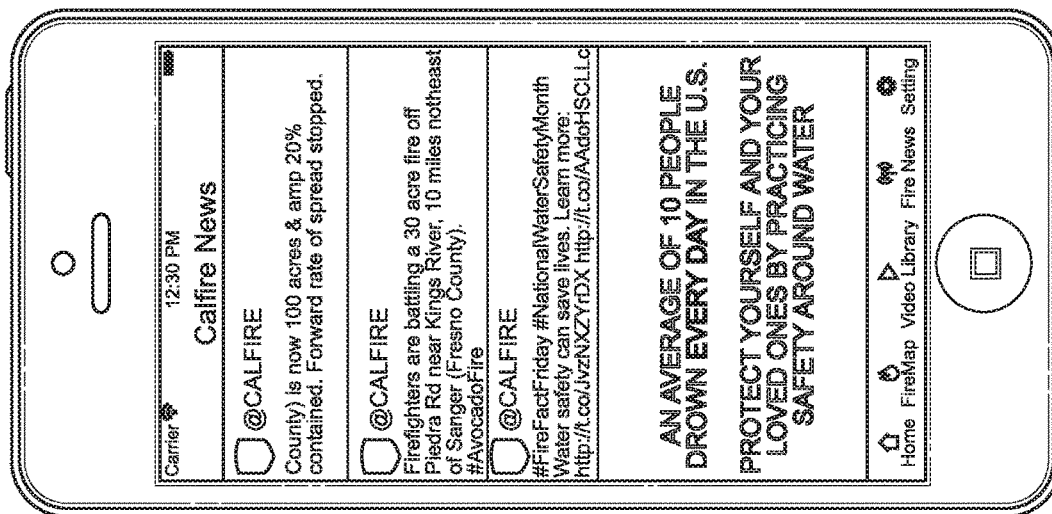 Carrier 12:30 PM
Calfire News
@CALFIRE
County) is now 100 acres & amp 20%
contained. Forward rate of spread stopped.
@CALFIRE
Firefighters are battling a 30 acre fire off
Piedra Rd near Kings River, 10 miles notheast
of Sanger (Fresno County).
#AvocadoFire
@CALFIRE
#FireFactFriday #NationalWaterSafetyMonth
Water safety can save lives. Learn more:
http://t.co/JvzNXZYrDX http://t.co/AAdoHSCLLc
AN AVERAGE OF 10 PEOPLE
DROWN EVERY DAY IN THE U.S.
PROTECT YOURSELF AND YOUR
LOVED ONES BY PRACTICING
SAFETY AROUND WATER
Home FireMap Video Library Fire News Setting